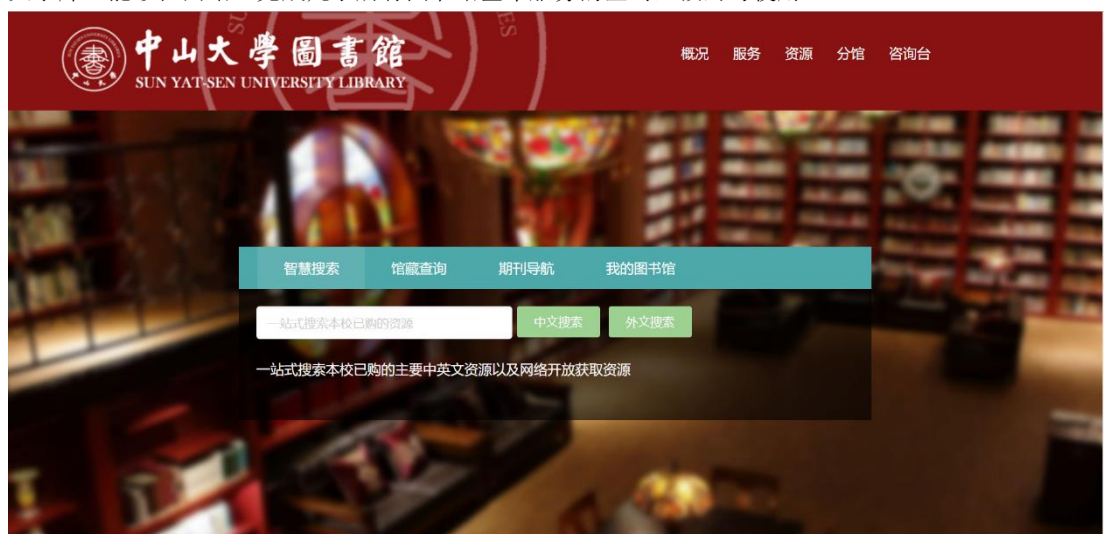 中山大學圖書館
SUN YAT-SEN UNIVERSITY LIBRARY
概况 服务 资源 分馆 咨询台
智慧搜索 馆藏查询 期刊导航 我的图书馆
一站式搜索本校已购的资源 中文搜索 外文搜索
一站式搜索本校已购的主要中英文资源以及网络开放获取资源